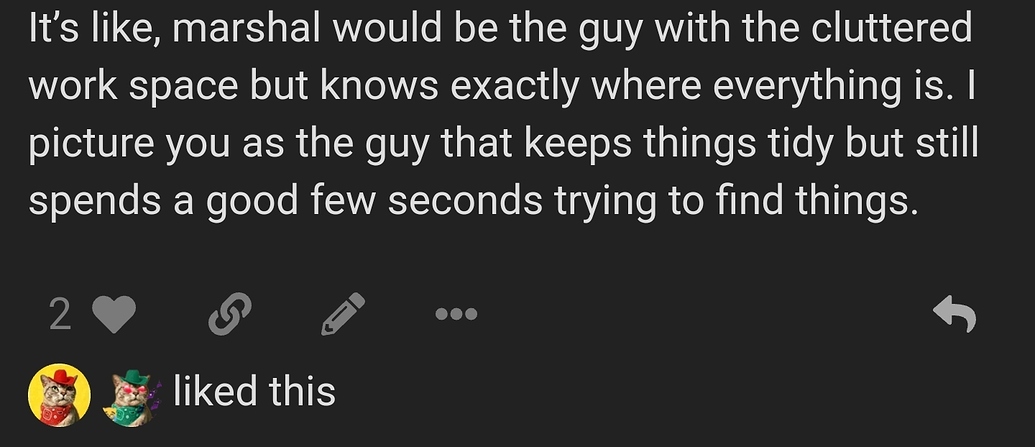 It’s like, marshal would be the guy with the cluttered
work space but knows exactly where everything is. I
picture you as the guy that keeps things tidy but still
spends a good few seconds trying to find things.
2
liked this